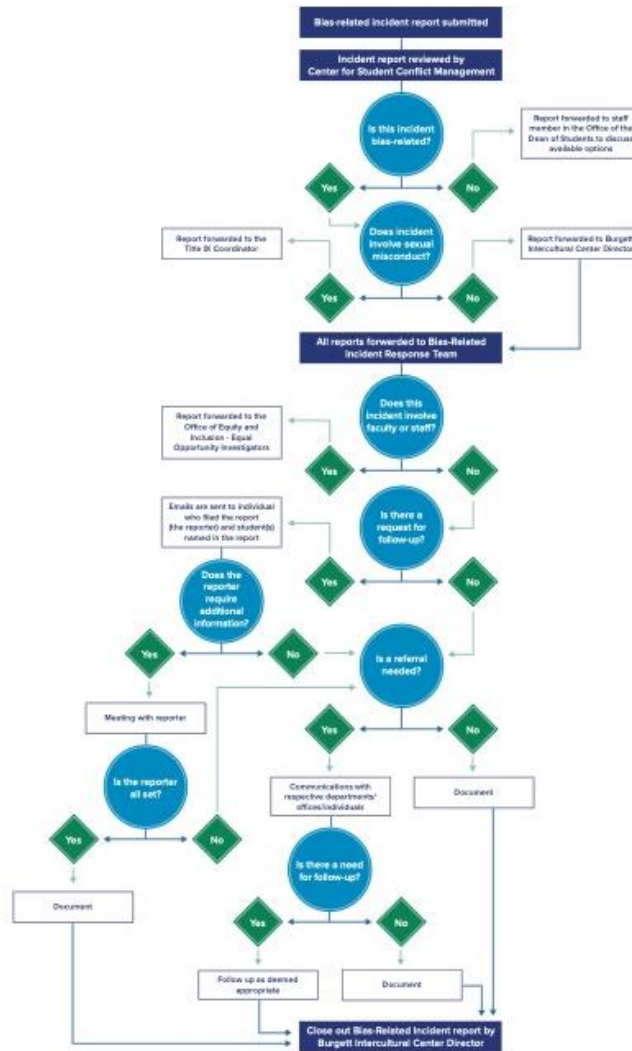 Bias-related incident report submitted
Incident report reviewed by
Center for Student Conflict Management
Is this incident
bias-related?
Report forwarded to staff
member in the Office of the
Dean of Students to discuss
available options
Yes
No
Does incident
involve sexual
misconduct?
Report forwarded to the
Title IX Coordinator
Report forwarded to Burgett
Intercultural Center Director
Yes
No
All reports forwarded to Bias-Related
Incident Response Team
Does this
incident involve
faculty or staff?
Report forwarded to the
Office of Equity and
Inclusion - Equal
Opportunity Investigators
Yes
No
Emails are sent to individual
who filed the report
(the reporter) and student(s)
named in the report
Is there a
request for
follow-up?
Yes
No
Does the
reporter
require
additional
information?
Yes
No
Is a referral
needed?
Meeting with reporter
Yes
No
Is the reporter
all set?
Communications with
respective departments/
offices/individuals
Document
Yes
No
Is there a need
for follow-up?
Document
Yes
No
Follow up as deemed
appropriate
Document
Close out Bias-Related Incident report by
Burgett Intercultural Center Director